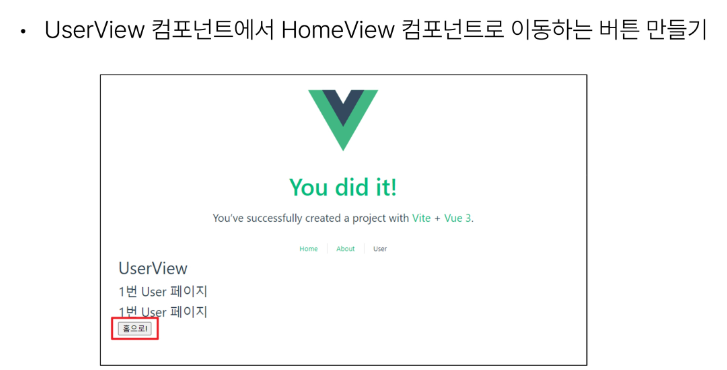 • UserView 컴포넌트에서 HomeView 컴포넌트로 이동하는 버튼 만들기
You did it!
You've successfully created a project with Vite + Vue 3.
Home About User
UserView
1번 User 페이지
1번 User 페이지
홈으로!